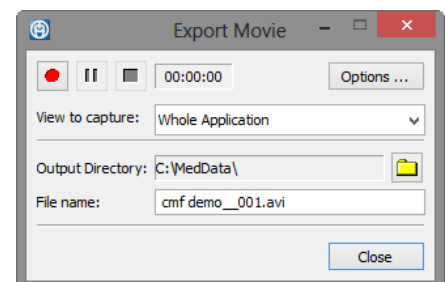 Export Movie
00:00:00
Options ...
View to capture: Whole Application
Output Directory: C:\MedData\
File name: cmf demo__001.avi
Close